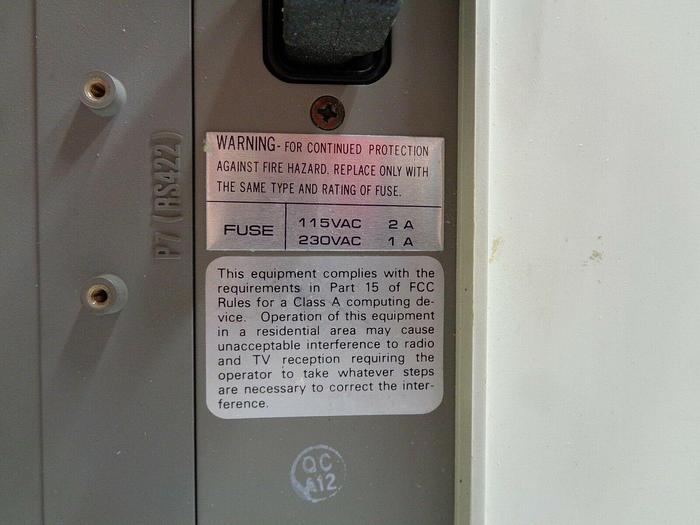 WARNING- FOR CONTINUED PROTECTION
AGAINST FIRE HAZARD. REPLACE ONLY WITH
THE SAME TYPE AND RATING OF FUSE.
FUSE 115VAC 2 A
230VAC 1 A
P7 (RS422)
This equipment complies with the
requirements in Part 15 of FCC
Rules for a Class A computing de-
vice. Operation of this equipment
in a residential area may cause
unacceptable interference to radio
and TV reception requiring the
operator to take whatever steps
are necessary to correct the inter-
ference.
QC
A12